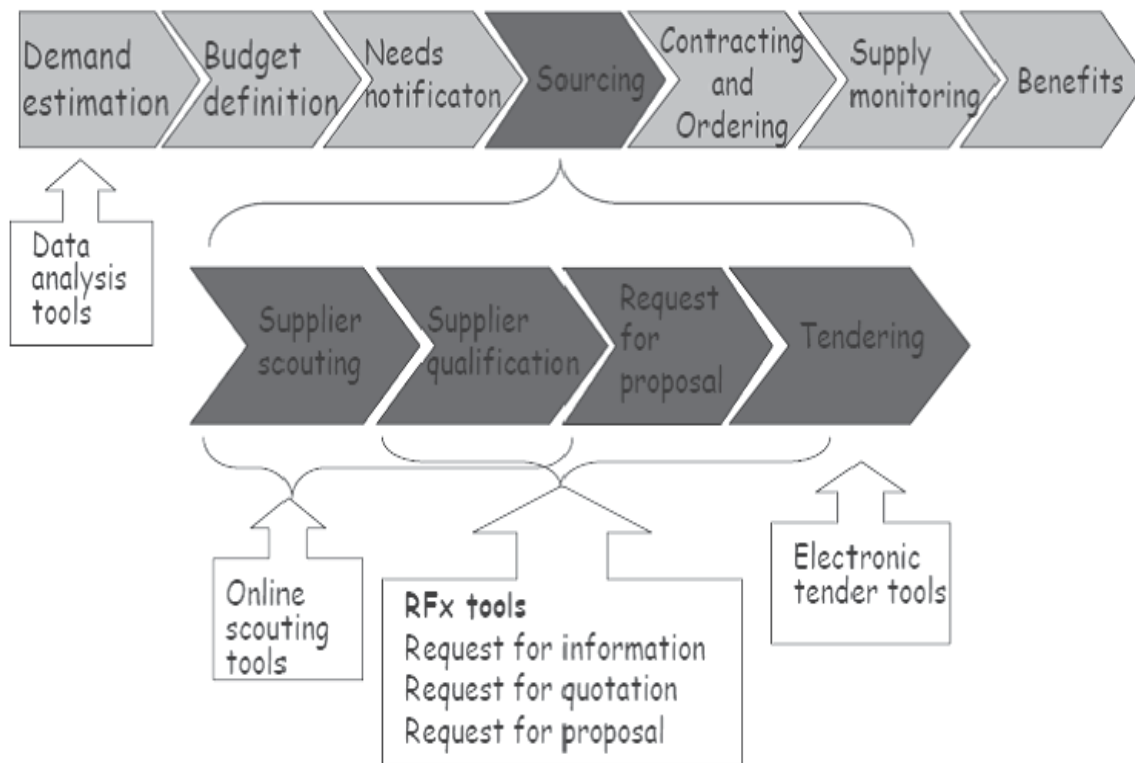 Demand
estimation
Budget
definition
Needs
notificaton
Sourcing
Contracting
and
Ordering
Supply
monitoring
Benefits
Data
analysis
tools
Supplier
scouting
Supplier
qualification
Request
for
proposal
Tendering
Online
scouting
tools
RFx tools
Request for information
Request for quotation
Request for proposal
Electronic
tender tools